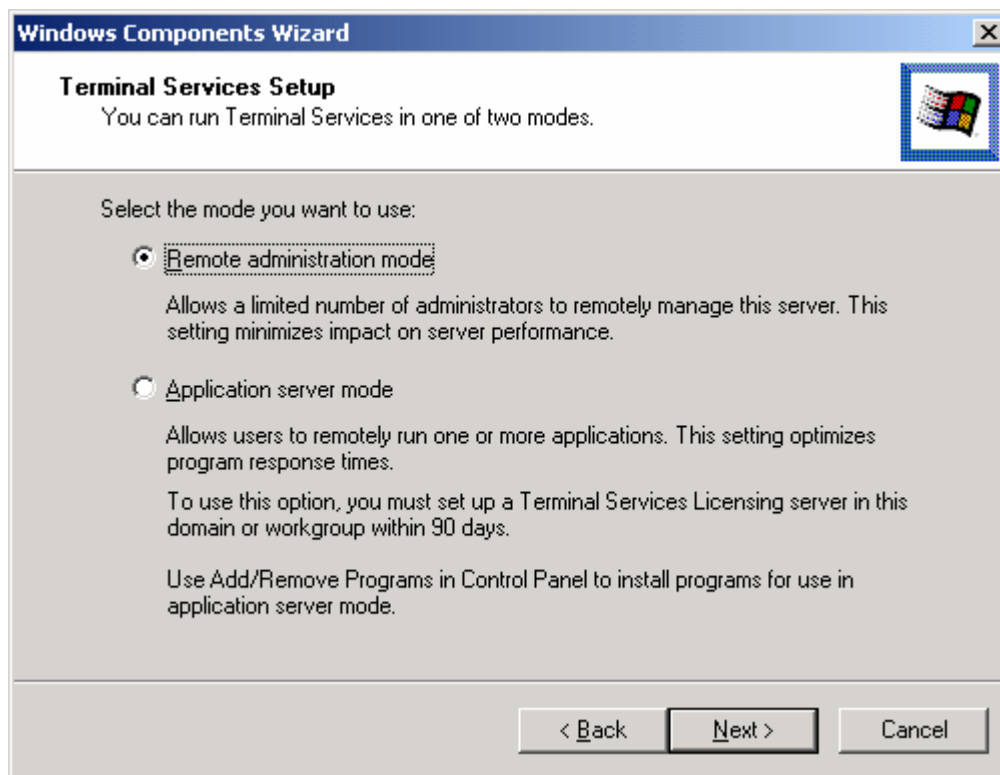 Windows Components Wizard
Terminal Services Setup
You can run Terminal Services in one of two modes.
Select the mode you want to use:
Remote administration mode
Allows a limited number of administrators to remotely manage this server. This
setting minimizes impact on server performance.
Application server mode
Allows users to remotely run one or more applications. This setting optimizes
program response times.
To use this option, you must set up a Terminal Services Licensing server in this
domain or workgroup within 90 days.
Use Add/Remove Programs in Control Panel to install programs for use in
application server mode.
< Back Next > Cancel